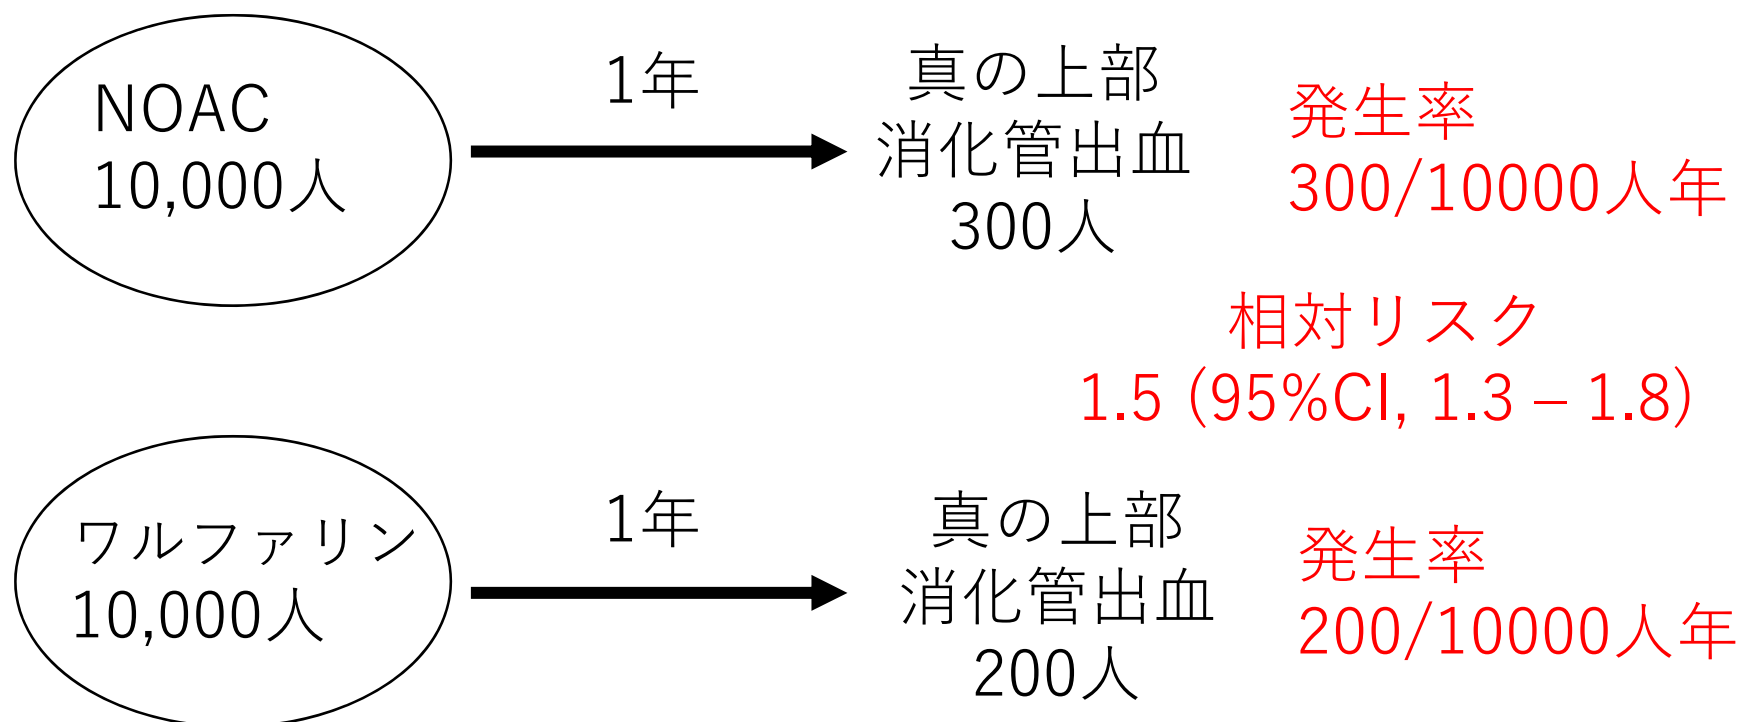 NOAC
10,000人
1年
真の上部
消化管出血
300人
発生率
300/10000人年
相対リスク
1.5 (95%CI, 1.3 – 1.8)
ワルファリン
10,000人
1年
真の上部
消化管出血
200人
発生率
200/10000人年